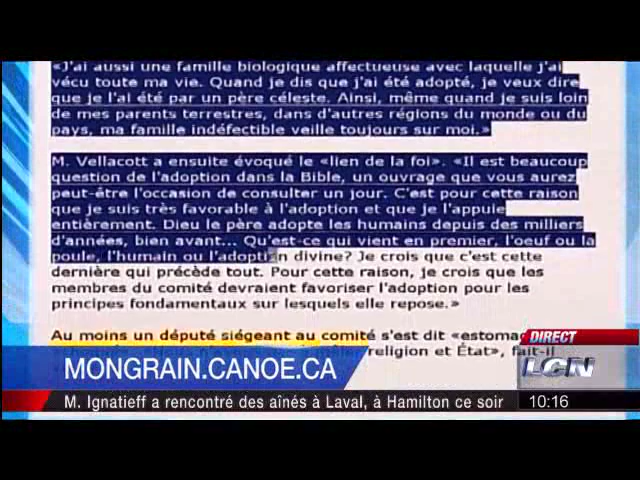 «J'ai aussi une famille biologique affectueuse avec laquelle j'ai
vécu toute ma vie. Quand je dis que j'ai été adopté, je veux dire
que je l'ai été par un père céleste. Ainsi, même quand je suis loin
de mes parents terrestres, dans d'autres régions du monde ou du
pays, ma famille indéfectible veille toujours sur moi.»
M. Vellacott a ensuite évoqué le «lien de la foi». «Il est beaucoup
question de l'adoption dans la Bible, un ouvrage que vous aurez
peut-être l'occasion de consulter un jour. C'est pour cette raison
que je suis très favorable à l'adoption et que je l'appuie
entièrement. Dieu le père adopte les humains depuis des milliers
d'années, bien avant... Qu'est-ce qui vient en premier, l'oeuf ou la
poule, l'humain ou l'adoption divine? Je crois que c'est cette
dernière qui précède tout. Pour cette raison, je crois que les
membres du comité devraient favoriser l'adoption pour les
principes fondamentaux sur lesquels elle repose.»
Au moins un député siégeant au comité s'est dit «estomaq
religion et État», fait-il
DIRECT
LCN
MONGRAIN.CANOE.CA
M. Ignatieff a rencontré des aînés à Laval, à Hamilton ce soir
10:16